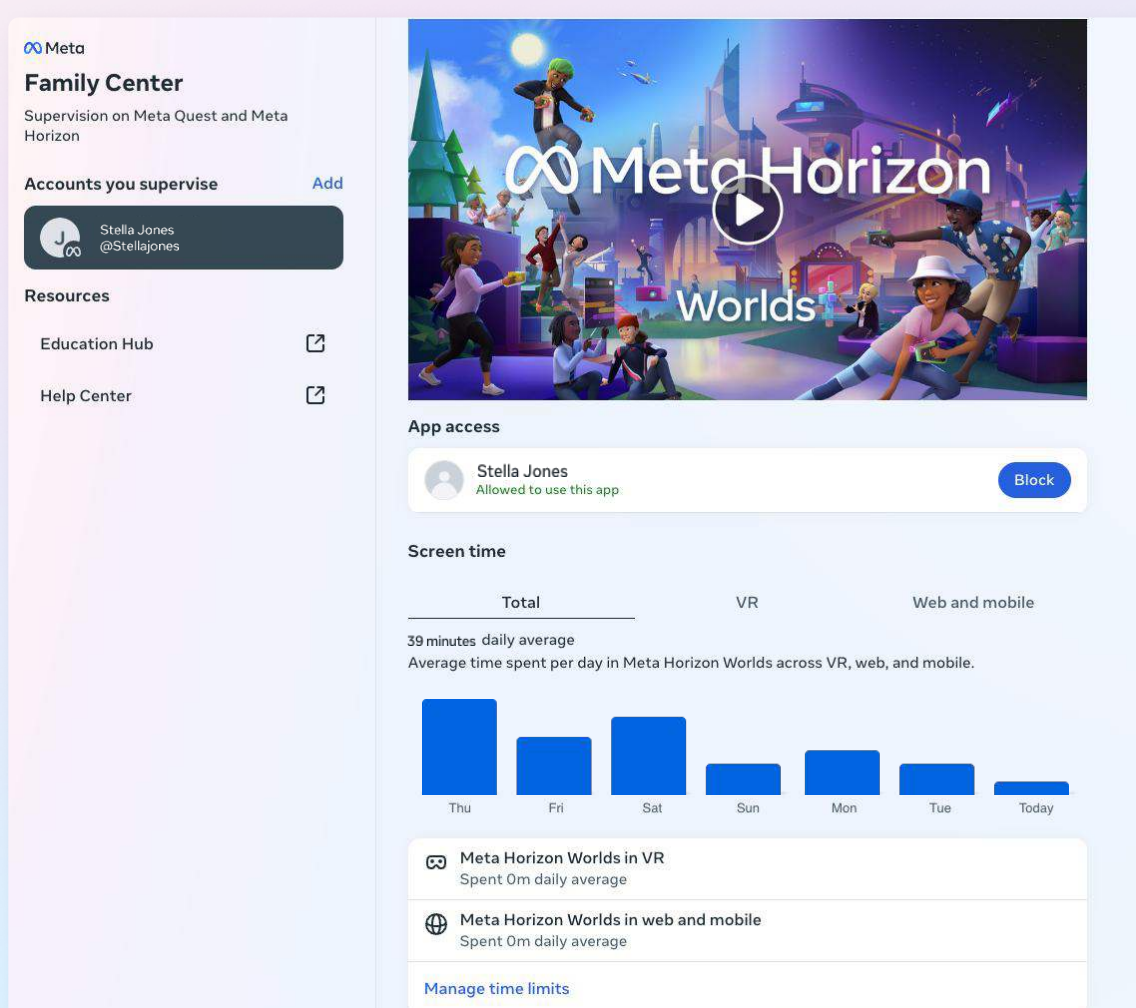 Meta
Family Center
Supervision on Meta Quest and Meta
Horizon
Accounts you supervise
Add
J
Stella Jones
@Stellajones
Resources
Education Hub
Help Center
Meta Horizon
Worlds
App access
Stella Jones
Allowed to use this app
Block
Screen time
Total
VR
Web and mobile
39 minutes daily average
Average time spent per day in Meta Horizon Worlds across VR, web, and mobile.
Thu
Fri
Sat
Sun
Mon
Tue
Today
Meta Horizon Worlds in VR
Spent 0m daily average
Meta Horizon Worlds in web and mobile
Spent 0m daily average
Manage time limits